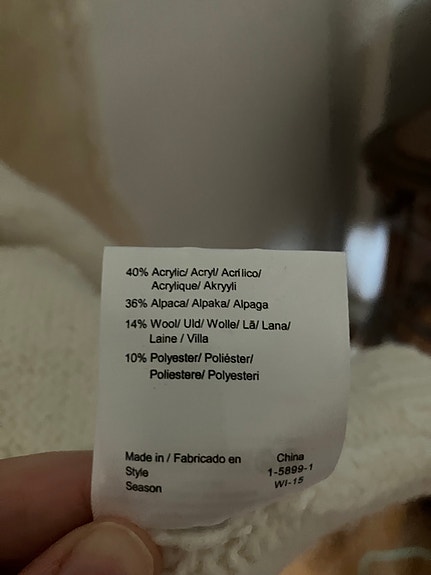 40% Acrylic/ Acryl/ Acrilico/
Acrylique/ Akryyli
36% Alpaca/ Alpaka/ Alpaga
14% Wool/ Uld/ Wolle/ Lã/ Lana/
Laine / Villa
10% Polyester/ Poliéster/
Poliestere/ Polyesteri
Made in / Fabricado en China
Style 1-5899-1
Season WI-15